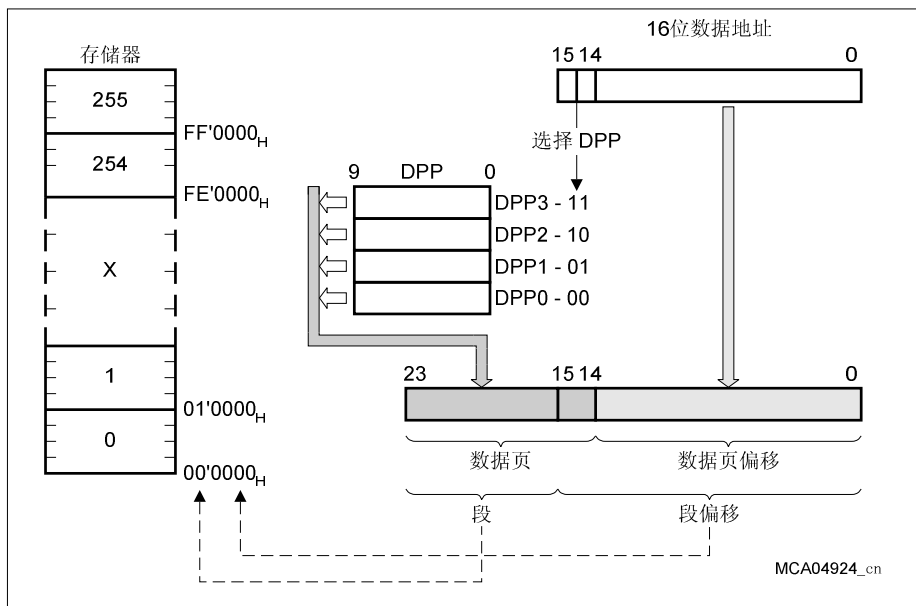 16位数据地址
存储器
15 14 0
255
FF'0000H
选择 DPP
254
9 DPP 0
FE'0000H
DPP3 - 11
DPP2 - 10
X
DPP1 - 01
DPP0 - 00
1
23 15 14 0
01'0000H
0
数据页 数据页偏移
00'0000H
段 段偏移
MCA04924_cn